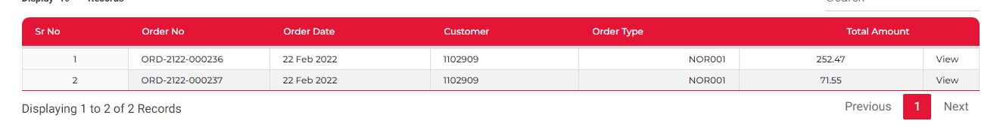 Display 10 Records
Search
Sr No Order No Order Date Customer Order Type Total Amount
1 ORD-2122-000236 22 Feb 2022 1102909 NOR001 252.47 View
2 ORD-2122-000237 22 Feb 2022 1102909 NOR001 71.55 View
Displaying 1 to 2 of 2 Records
Previous 1 Next